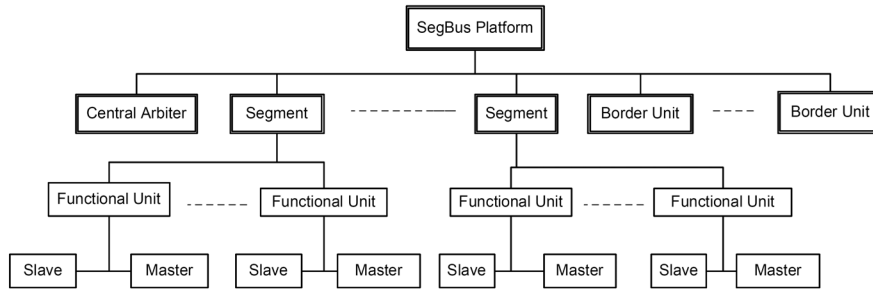 SegBus Platform
Central Arbiter
Segment
Segment
Border Unit
Border Unit
Functional Unit
Functional Unit
Functional Unit
Functional Unit
Slave
Master
Slave
Master
Slave
Master
Slave
Master